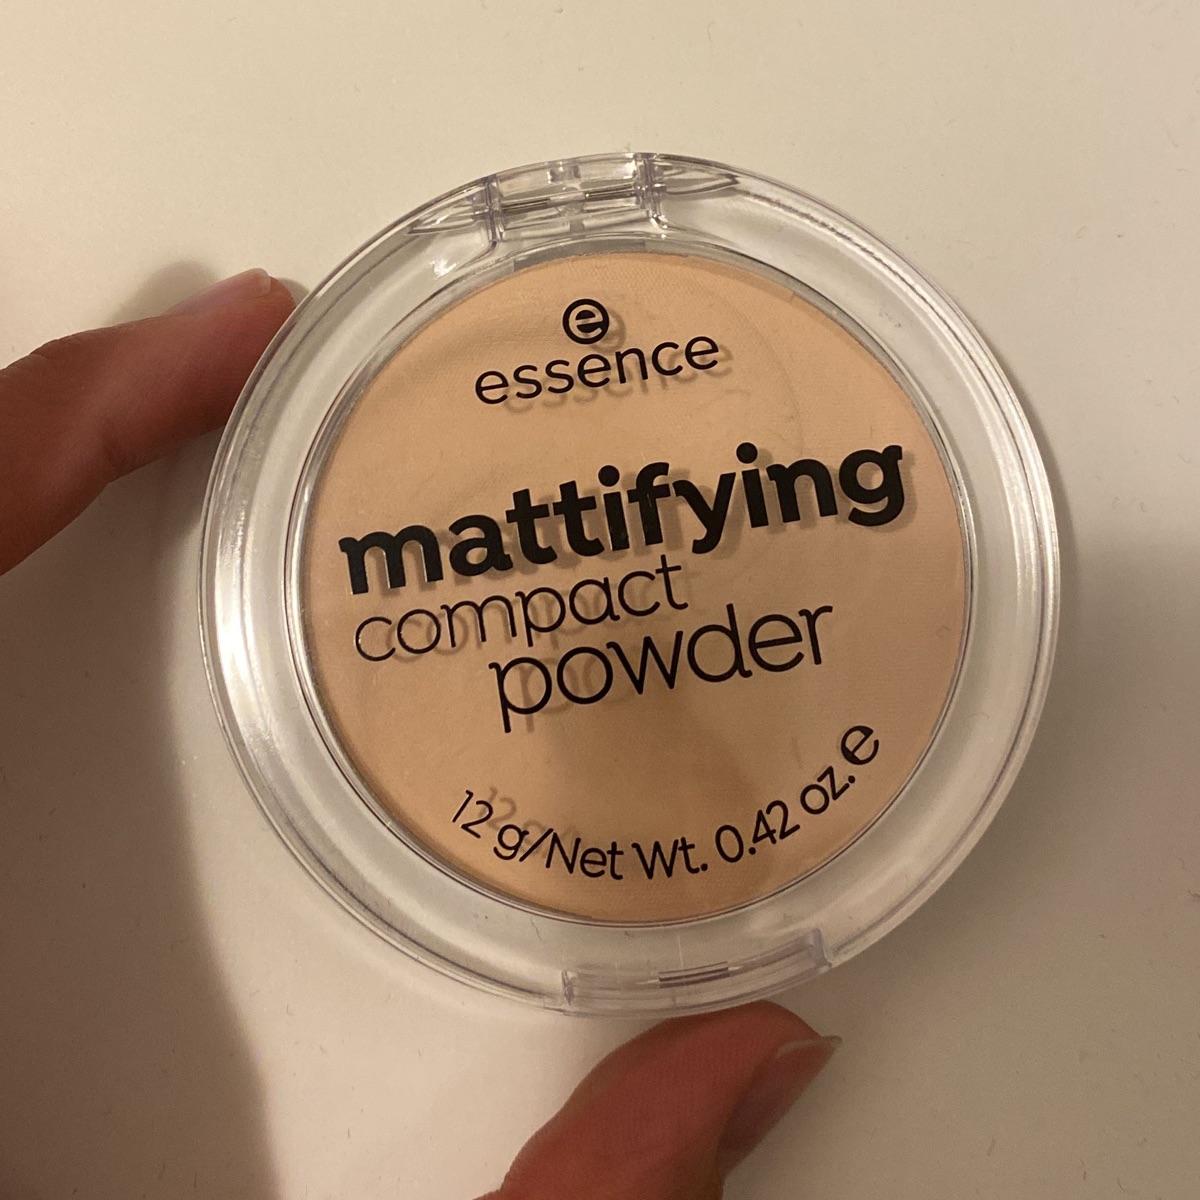 e
essence
mattifying
compact
powder
12 g/Net Wt. 0.42 oz. ℮